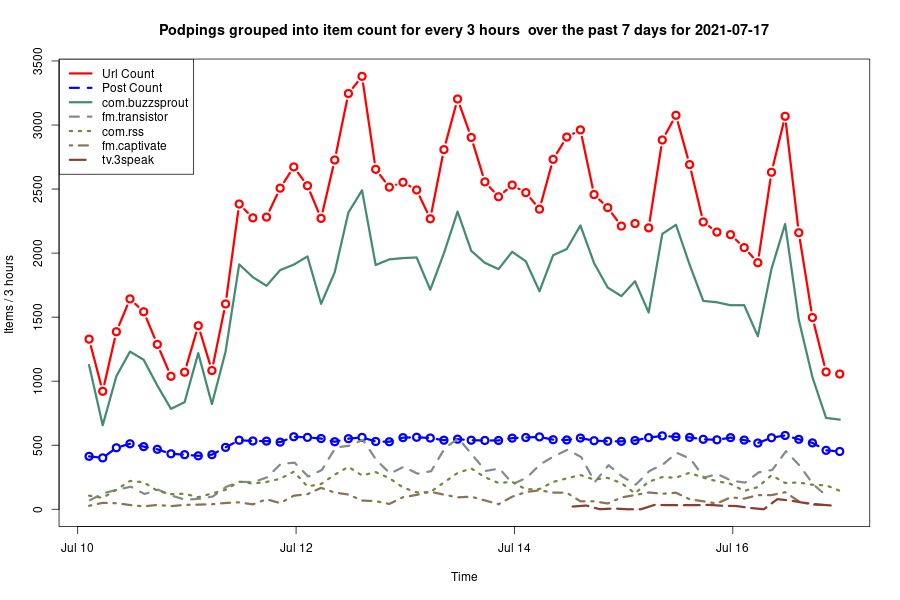 Podpings grouped into item count for every 3 hours  over the past 7 days for 2021-07-17
Items / 3 hours
3500
3000
2500
2000
1500
1000
500
0
Url Count
Post Count
com.buzzsprout
fm.transistor
com.rss
fm.captivate
tv.3speak
Jul 10
Jul 12
Jul 14
Jul 16
Time